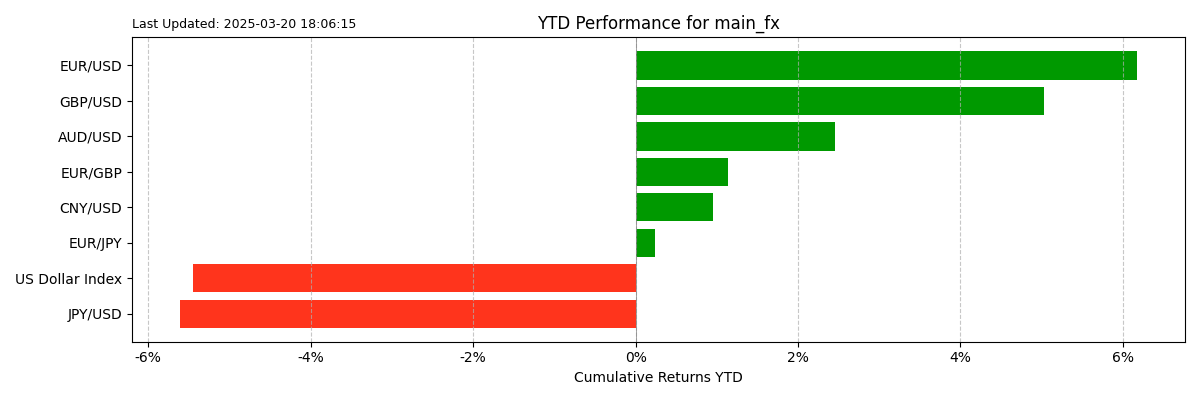 Last Updated: 2025-03-20 18:06:15
YTD Performance for main_fx
EUR/USD
GBP/USD
AUD/USD
EUR/GBP
CNY/USD
EUR/JPY
US Dollar Index
JPY/USD
-6% -4% -2% 0% 2% 4% 6%
Cumulative Returns YTD